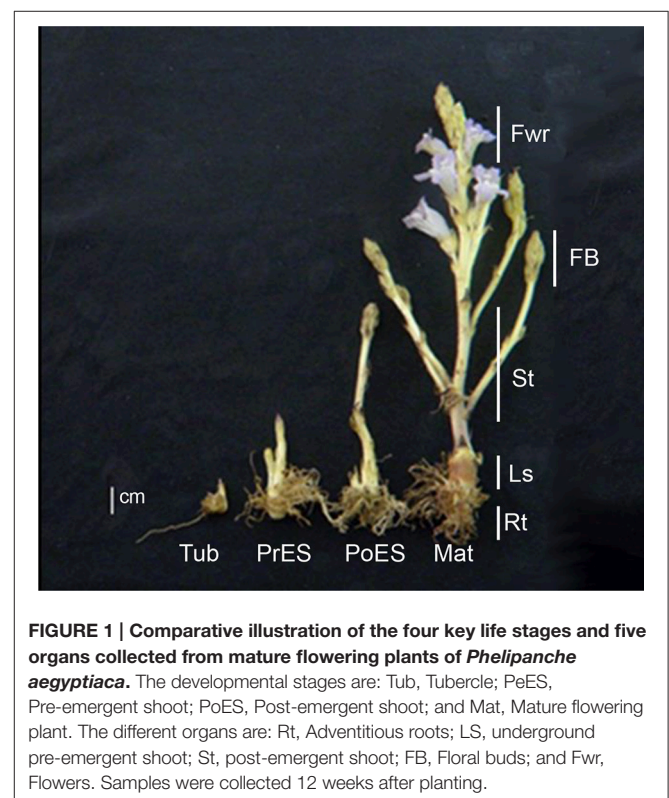 Fwr
FB
St
Ls
cm
Rt
Tub PrES PoES Mat
FIGURE 1 | Comparative illustration of the four key life stages and five
organs collected from mature flowering plants of Phelipanche
aegyptiaca. The developmental stages are: Tub, Tubercle; PeES,
Pre-emergent shoot; PoES, Post-emergent shoot; and Mat, Mature flowering
plant. The different organs are: Rt, Adventitious roots; LS, underground
pre-emergent shoot; St, post-emergent shoot; FB, Floral buds; and Fwr,
Flowers. Samples were collected 12 weeks after planting.